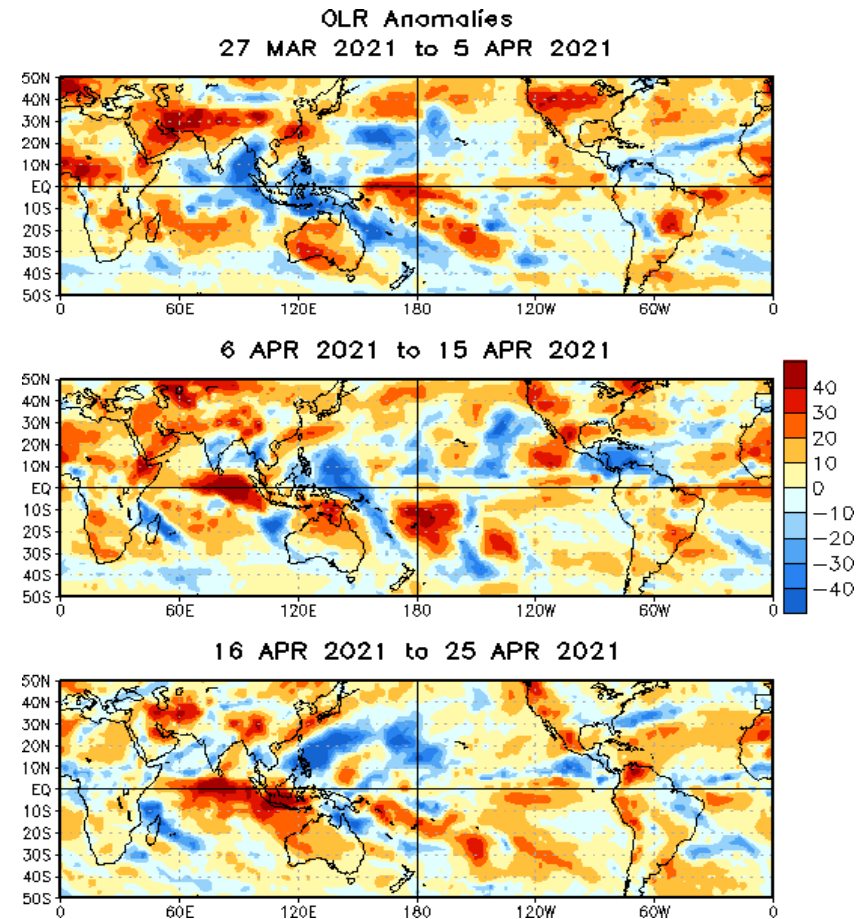 OLR Anomalies
27 MAR 2021 to 5 APR 2021
50N
40N
30N
20N
10N
EQ
10S
20S
30S
40S
50S
0 60E 120E 180 120W 60W 0
6 APR 2021 to 15 APR 2021
50N
40N
30N
20N
10N
EQ
10S
20S
30S
40S
50S
0 60E 120E 180 120W 60W 0
40
30
20
10
0
-10
-20
-30
-40
16 APR 2021 to 25 APR 2021
50N
40N
30N
20N
10N
EQ
10S
20S
30S
40S
50S
0 60E 120E 180 120W 60W 0